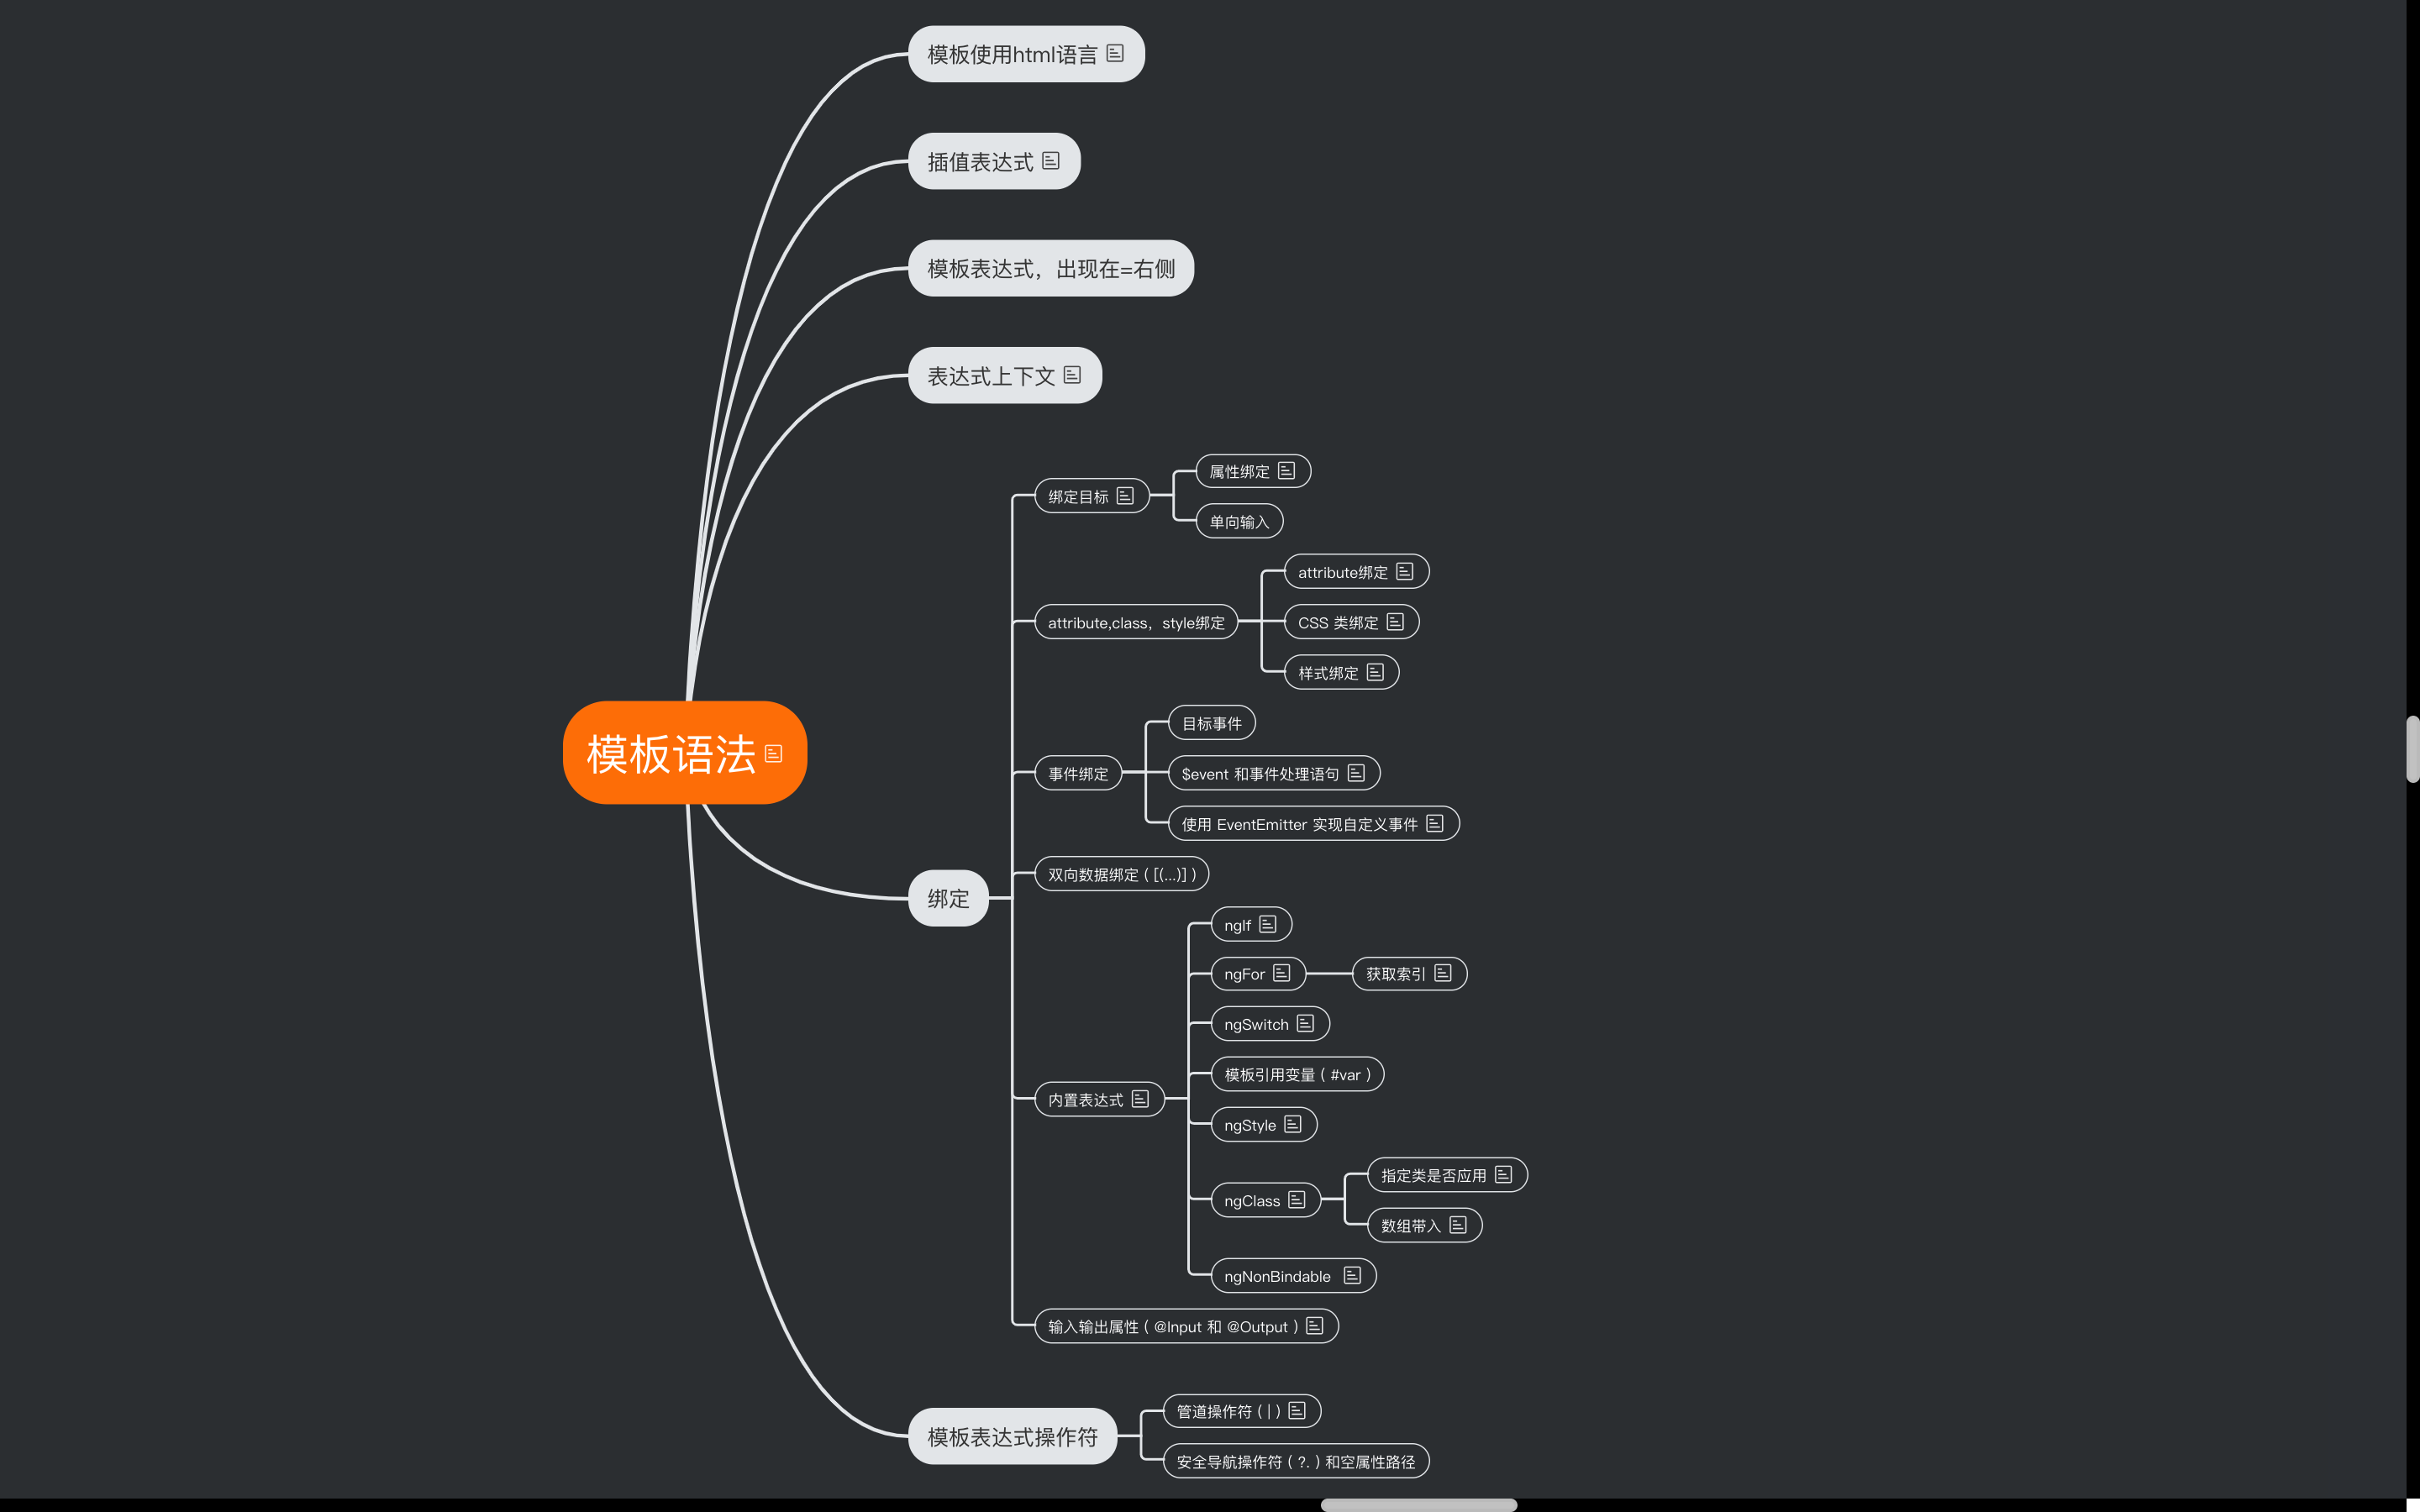 模板使用html语言
插值表达式
模板表达式，出现在=右侧
表达式上下文
绑定目标
属性绑定
单向输入
attribute,class，style绑定
attribute绑定
CSS 类绑定
样式绑定
模板语法
事件绑定
目标事件
$event 和事件处理语句
使用 EventEmitter 实现自定义事件
双向数据绑定 ( [(...)] )
绑定
内置表达式
ngIf
ngFor
获取索引
ngSwitch
模板引用变量 ( #var )
ngStyle
ngClass
指定类是否应用
数组带入
ngNonBindable
输入输出属性 ( @Input 和 @Output )
模板表达式操作符
管道操作符 ( | )
安全导航操作符 ( ?. ) 和空属性路径